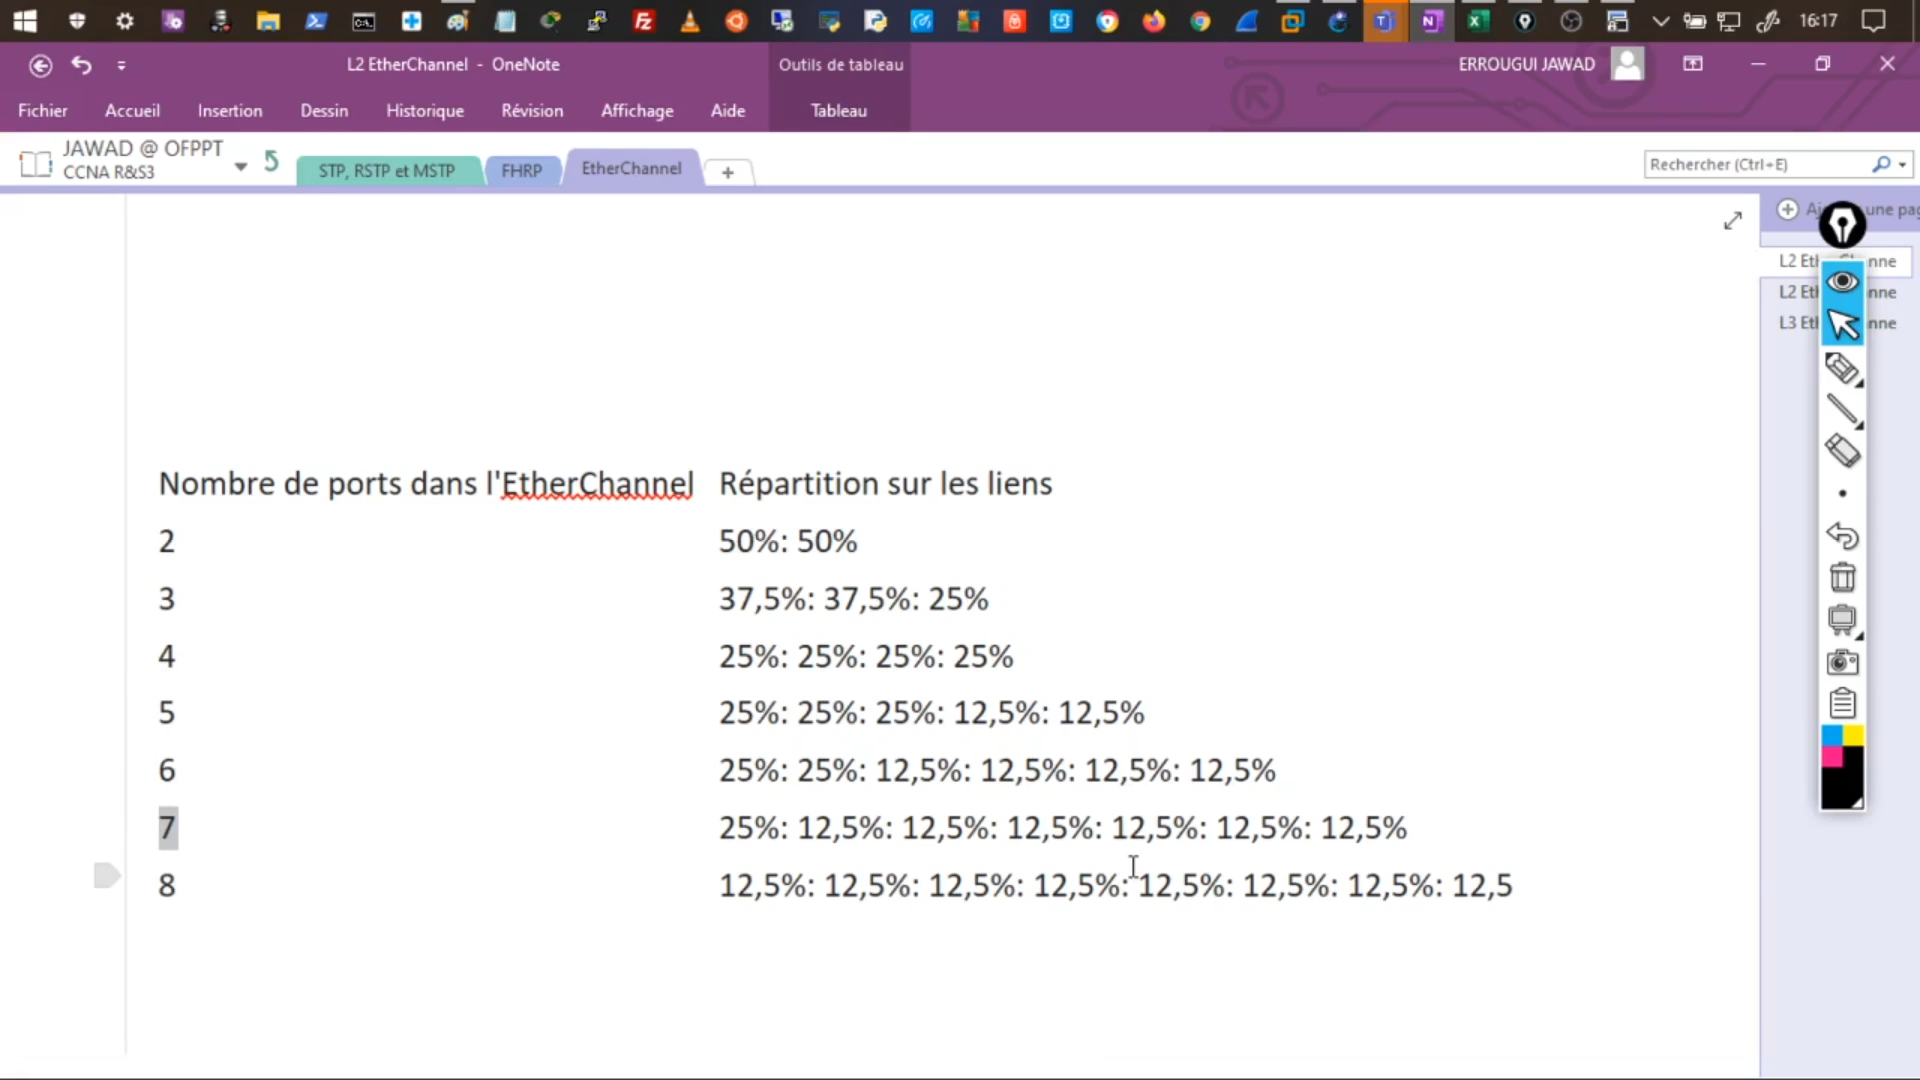 16:17
L2 EtherChannel - OneNote
Outils de tableau
ERROUGUI JAWAD
Fichier Accueil Insertion Dessin Historique Révision Affichage Aide Tableau
JAWAD @ OFPPT
CCNA R&S3
STP, RSTP et MSTP FHRP EtherChannel +
Rechercher (Ctrl+E)
une pag
L2
L2
L3
Nombre de ports dans l'EtherChannel Répartition sur les liens
2 50%: 50%
3 37,5%: 37,5%: 25%
4 25%: 25%: 25%: 25%
5 25%: 25%: 25%: 12,5%: 12,5%
6 25%: 25%: 12,5%: 12,5%: 12,5%: 12,5%
7 25%: 12,5%: 12,5%: 12,5%: 12,5%: 12,5%: 12,5%
8 12,5%: 12,5%: 12,5%: 12,5%: 12,5%: 12,5%: 12,5%: 12,5